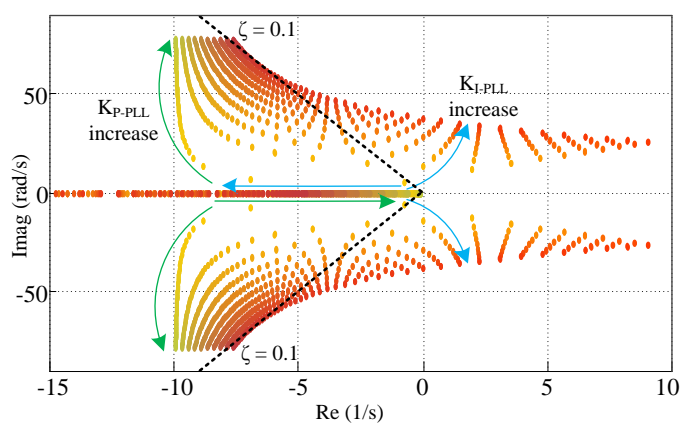 ζ = 0.1
K_P-PLL
increase
K_I-PLL
increase
50
0
-50
Imag (rad/s)
ζ = 0.1
-15
-10
-5
0
5
10
Re (1/s)